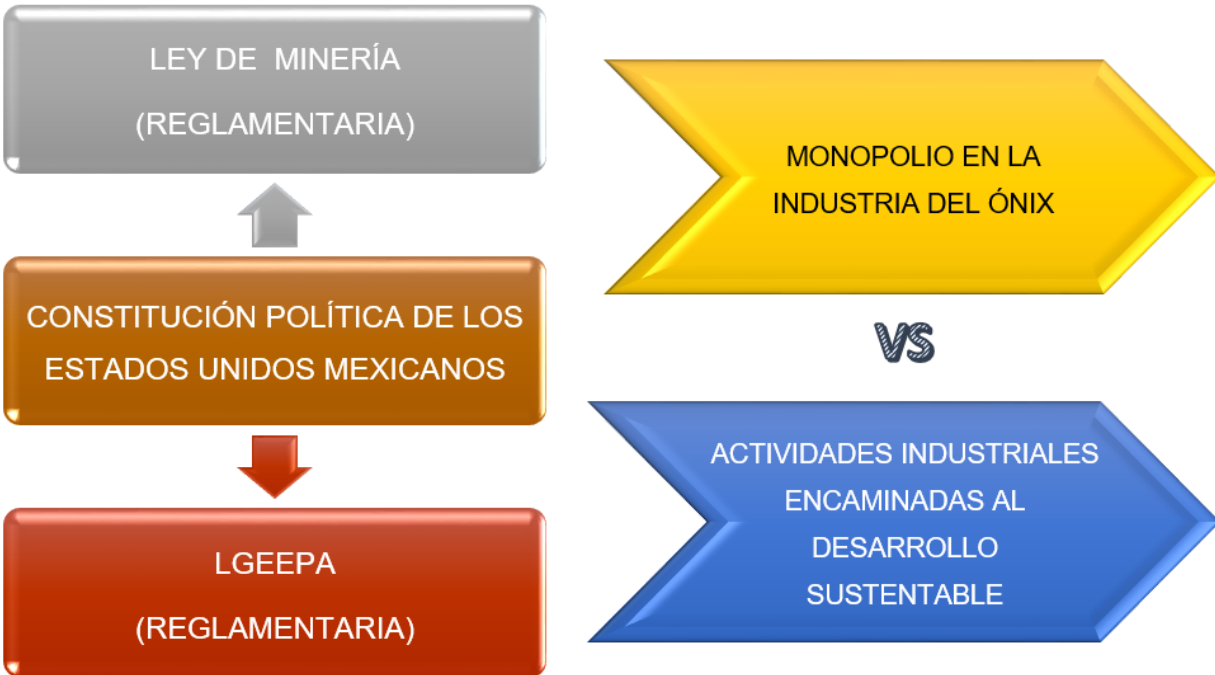 LEY DE MINERÍA
(REGLAMENTARIA)
CONSTITUCIÓN POLÍTICA DE LOS
ESTADOS UNIDOS MEXICANOS
LGEEPA
(REGLAMENTARIA)
MONOPOLIO EN LA
INDUSTRIA DEL ÓNIX
VS
ACTIVIDADES INDUSTRIALES
ENCAMINADAS AL
DESARROLLO
SUSTENTABLE